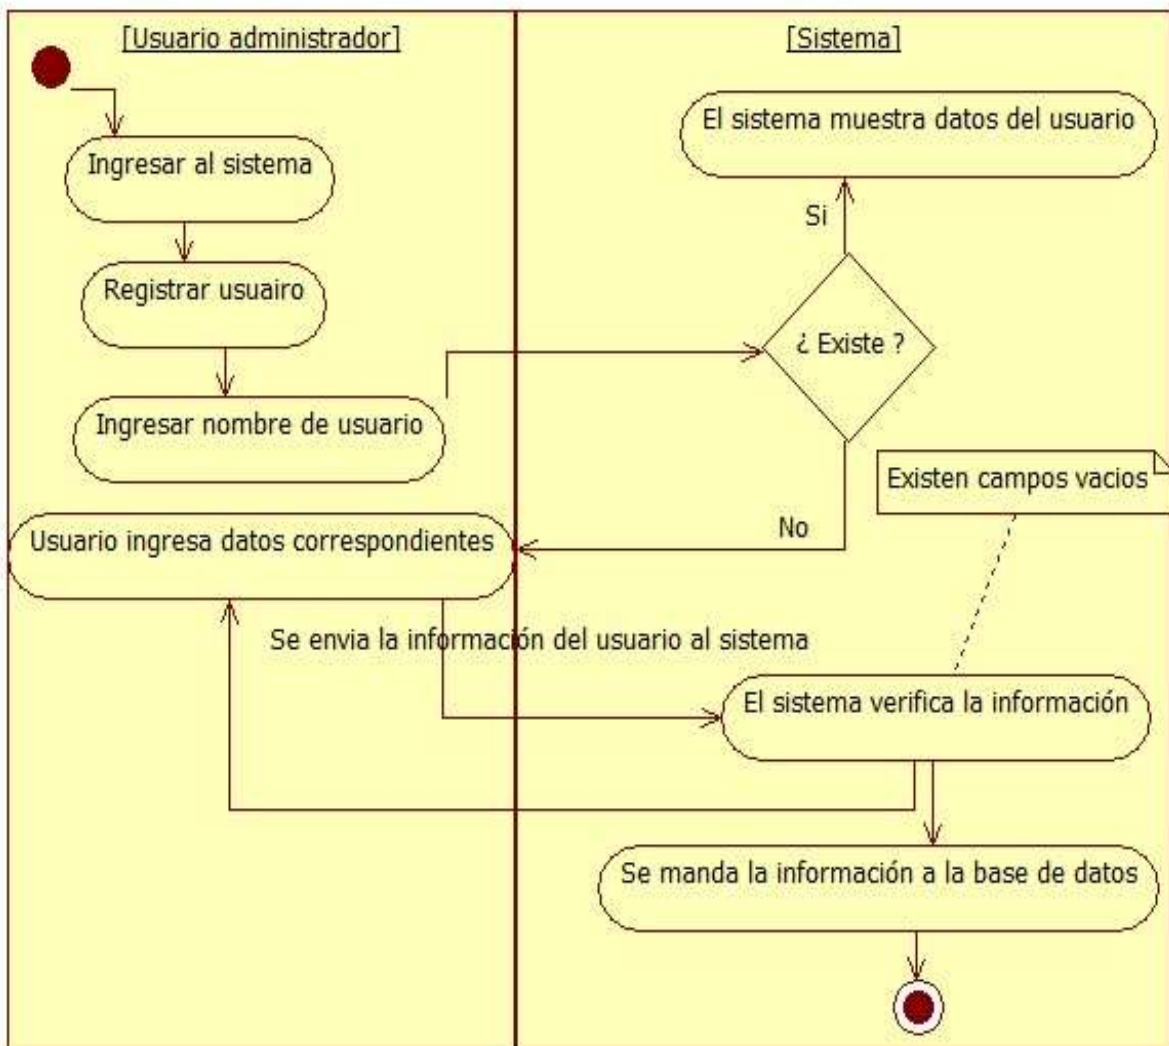 [Usuario administrador]
[Sistema]
El sistema muestra datos del usuario
Ingresar al sistema
Si
Registrar usuairo
¿ Existe ?
Ingresar nombre de usuario
Existen campos vacios
No
Usuario ingresa datos correspondientes
Se envia la información del usuario al sistema
El sistema verifica la información
Se manda la información a la base de datos